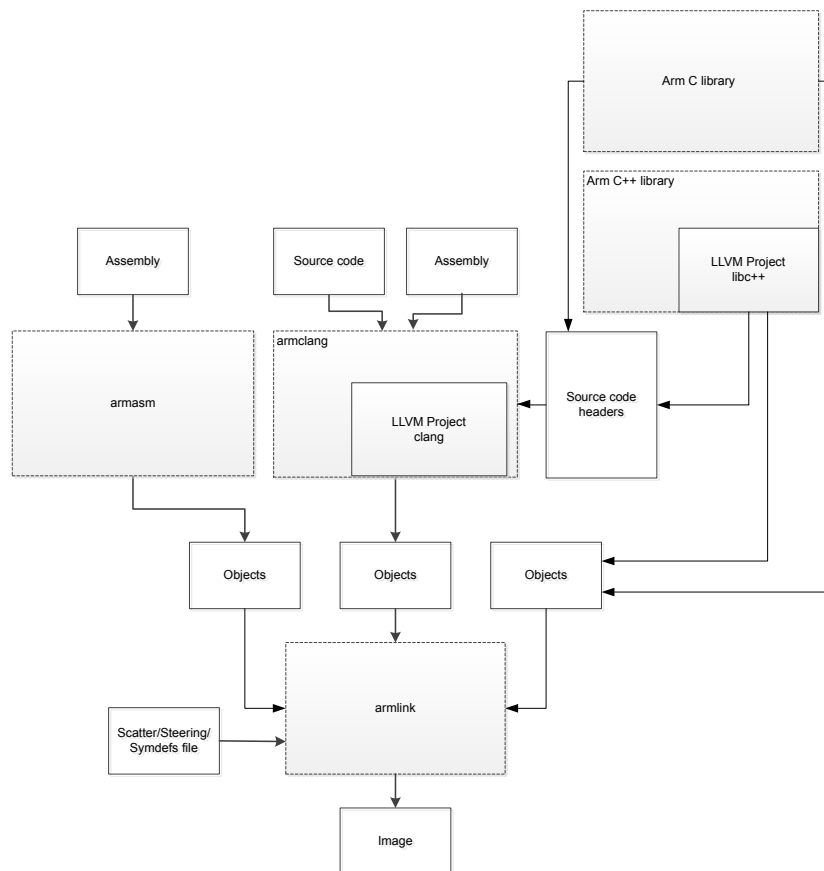 Arm C library
Arm C++ library
LLVM Project
libc++
Assembly
Source code
Assembly
armclang
armasm
LLVM Project
clang
Source code
headers
Objects
Objects
Objects
armlink
Scatter/Steering/
Symdefs file
Image